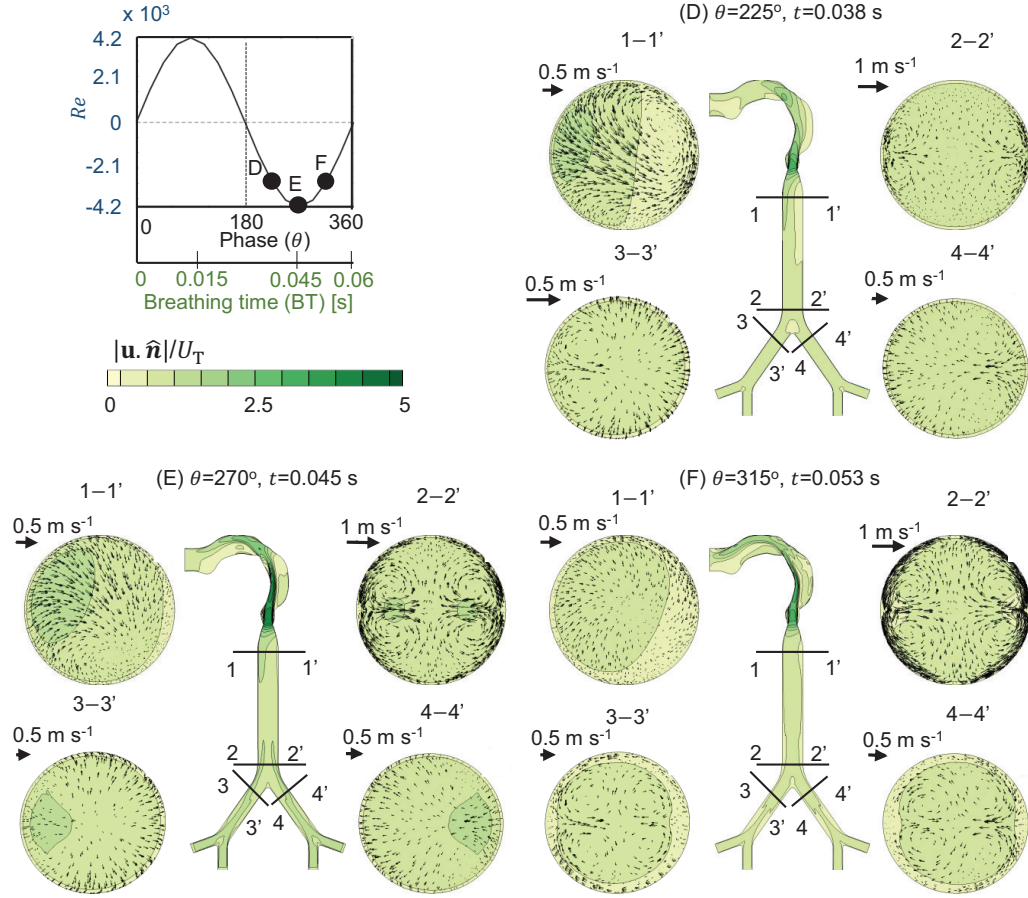 x 10³
4.2
2.1
0
-2.1
-4.2
Re
D
E
F
0
180
360
Phase (θ)
0
0.015
0.045
0.06
Breathing time (BT) [s]
|u. n̂|/U_T
0
2.5
5
(D) θ=225º, t=0.038 s
1–1’
2–2’
0.5 m s⁻¹
1 m s⁻¹
1
1’
3–3’
4–4’
0.5 m s⁻¹
0.5 m s⁻¹
2
2’
3
4’
3’
4
(E) θ=270º, t=0.045 s
1–1’
2–2’
0.5 m s⁻¹
1 m s⁻¹
1
1’
3–3’
4–4’
0.5 m s⁻¹
0.5 m s⁻¹
2
2’
3
4’
3’
4
(F) θ=315º, t=0.053 s
1–1’
2–2’
0.5 m s⁻¹
1 m s⁻¹
1
1’
3–3’
4–4’
0.5 m s⁻¹
0.5 m s⁻¹
2
2’
3
4’
3’
4